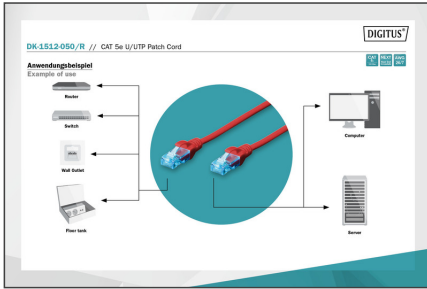 DIGITUS®
DK-1512-050/R // CAT 5e U/UTP Patch Cord
Anwendungsbeispiel
Example of use
Router
Switch
Wall Outlet
Floor tank
Computer
Server